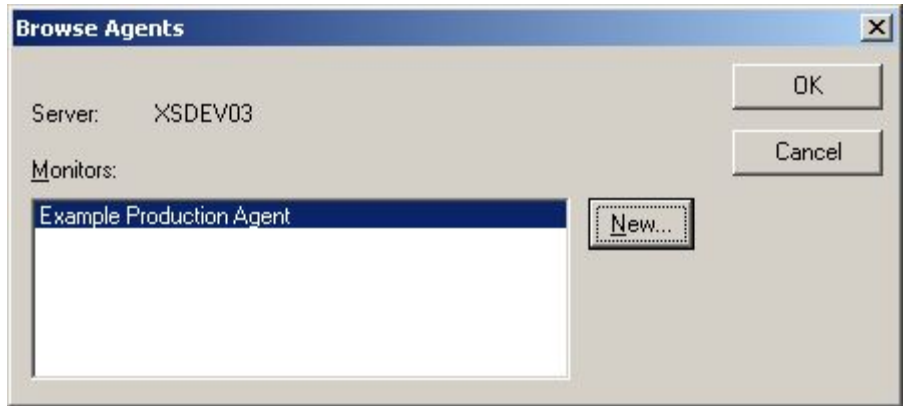 Browse Agents
OK
Server: XSDEV03
Cancel
Monitors:
Example Production Agent
New...